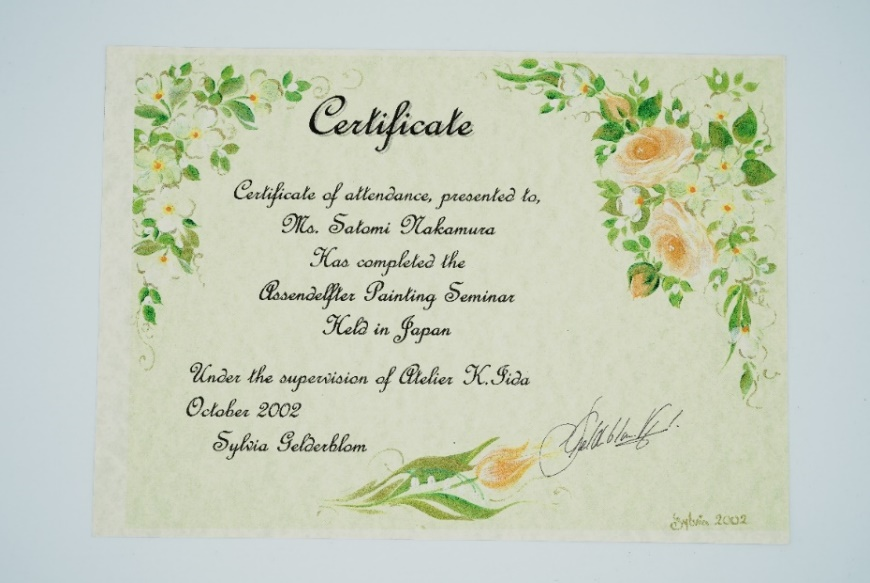 Certificate
Certificate of attendance, presented to,
Ms. Satomi Nakamura
Has completed the
Assendelfter Painting Seminar
Held in Japan
Under the supervision of Atelier K.Iida
October 2002
Sylvia Gelderblom
Sylvia 2002